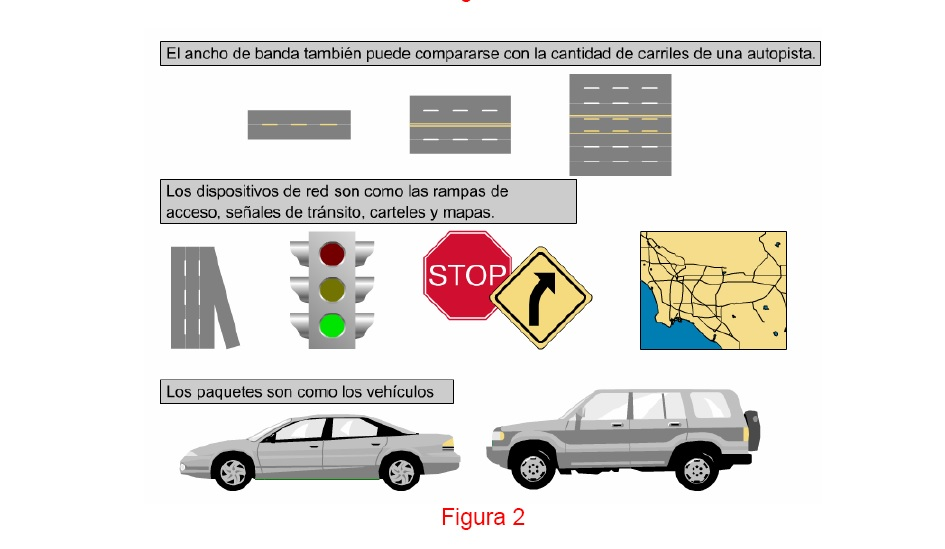 El ancho de banda también puede compararse con la cantidad de carriles de una autopista.
Los dispositivos de red son como las rampas de
acceso, señales de tránsito, carteles y mapas.
STOP
Los paquetes son como los vehículos
Figura 2